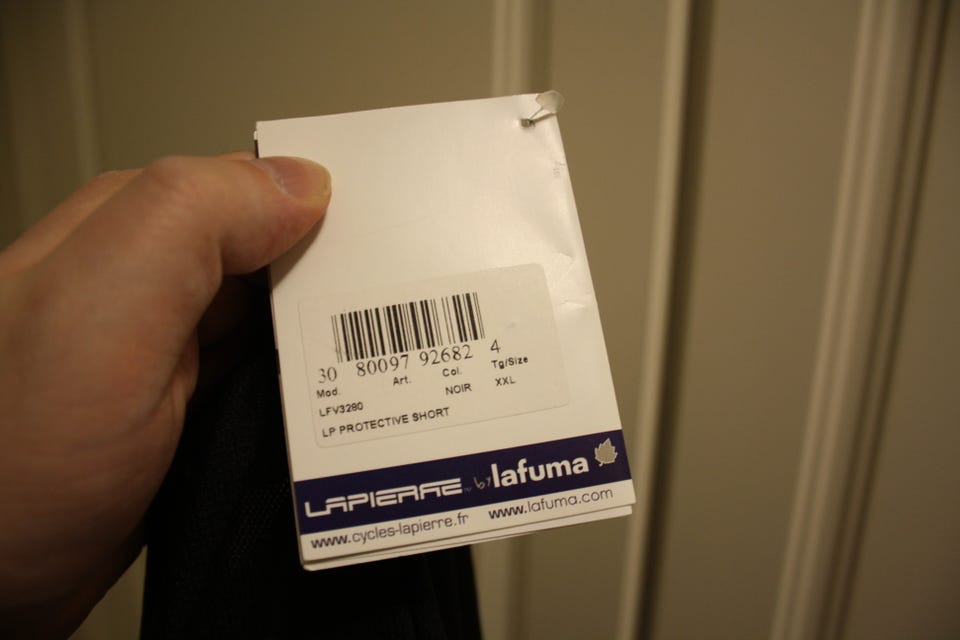 30 80097 92682 4
Mod. Art. Col. Tg/Size
LFV3280 NOIR XXL
LP PROTECTIVE SHORT
LAPIERRE by lafuma
www.cycles-lapierre.fr www.lafuma.com